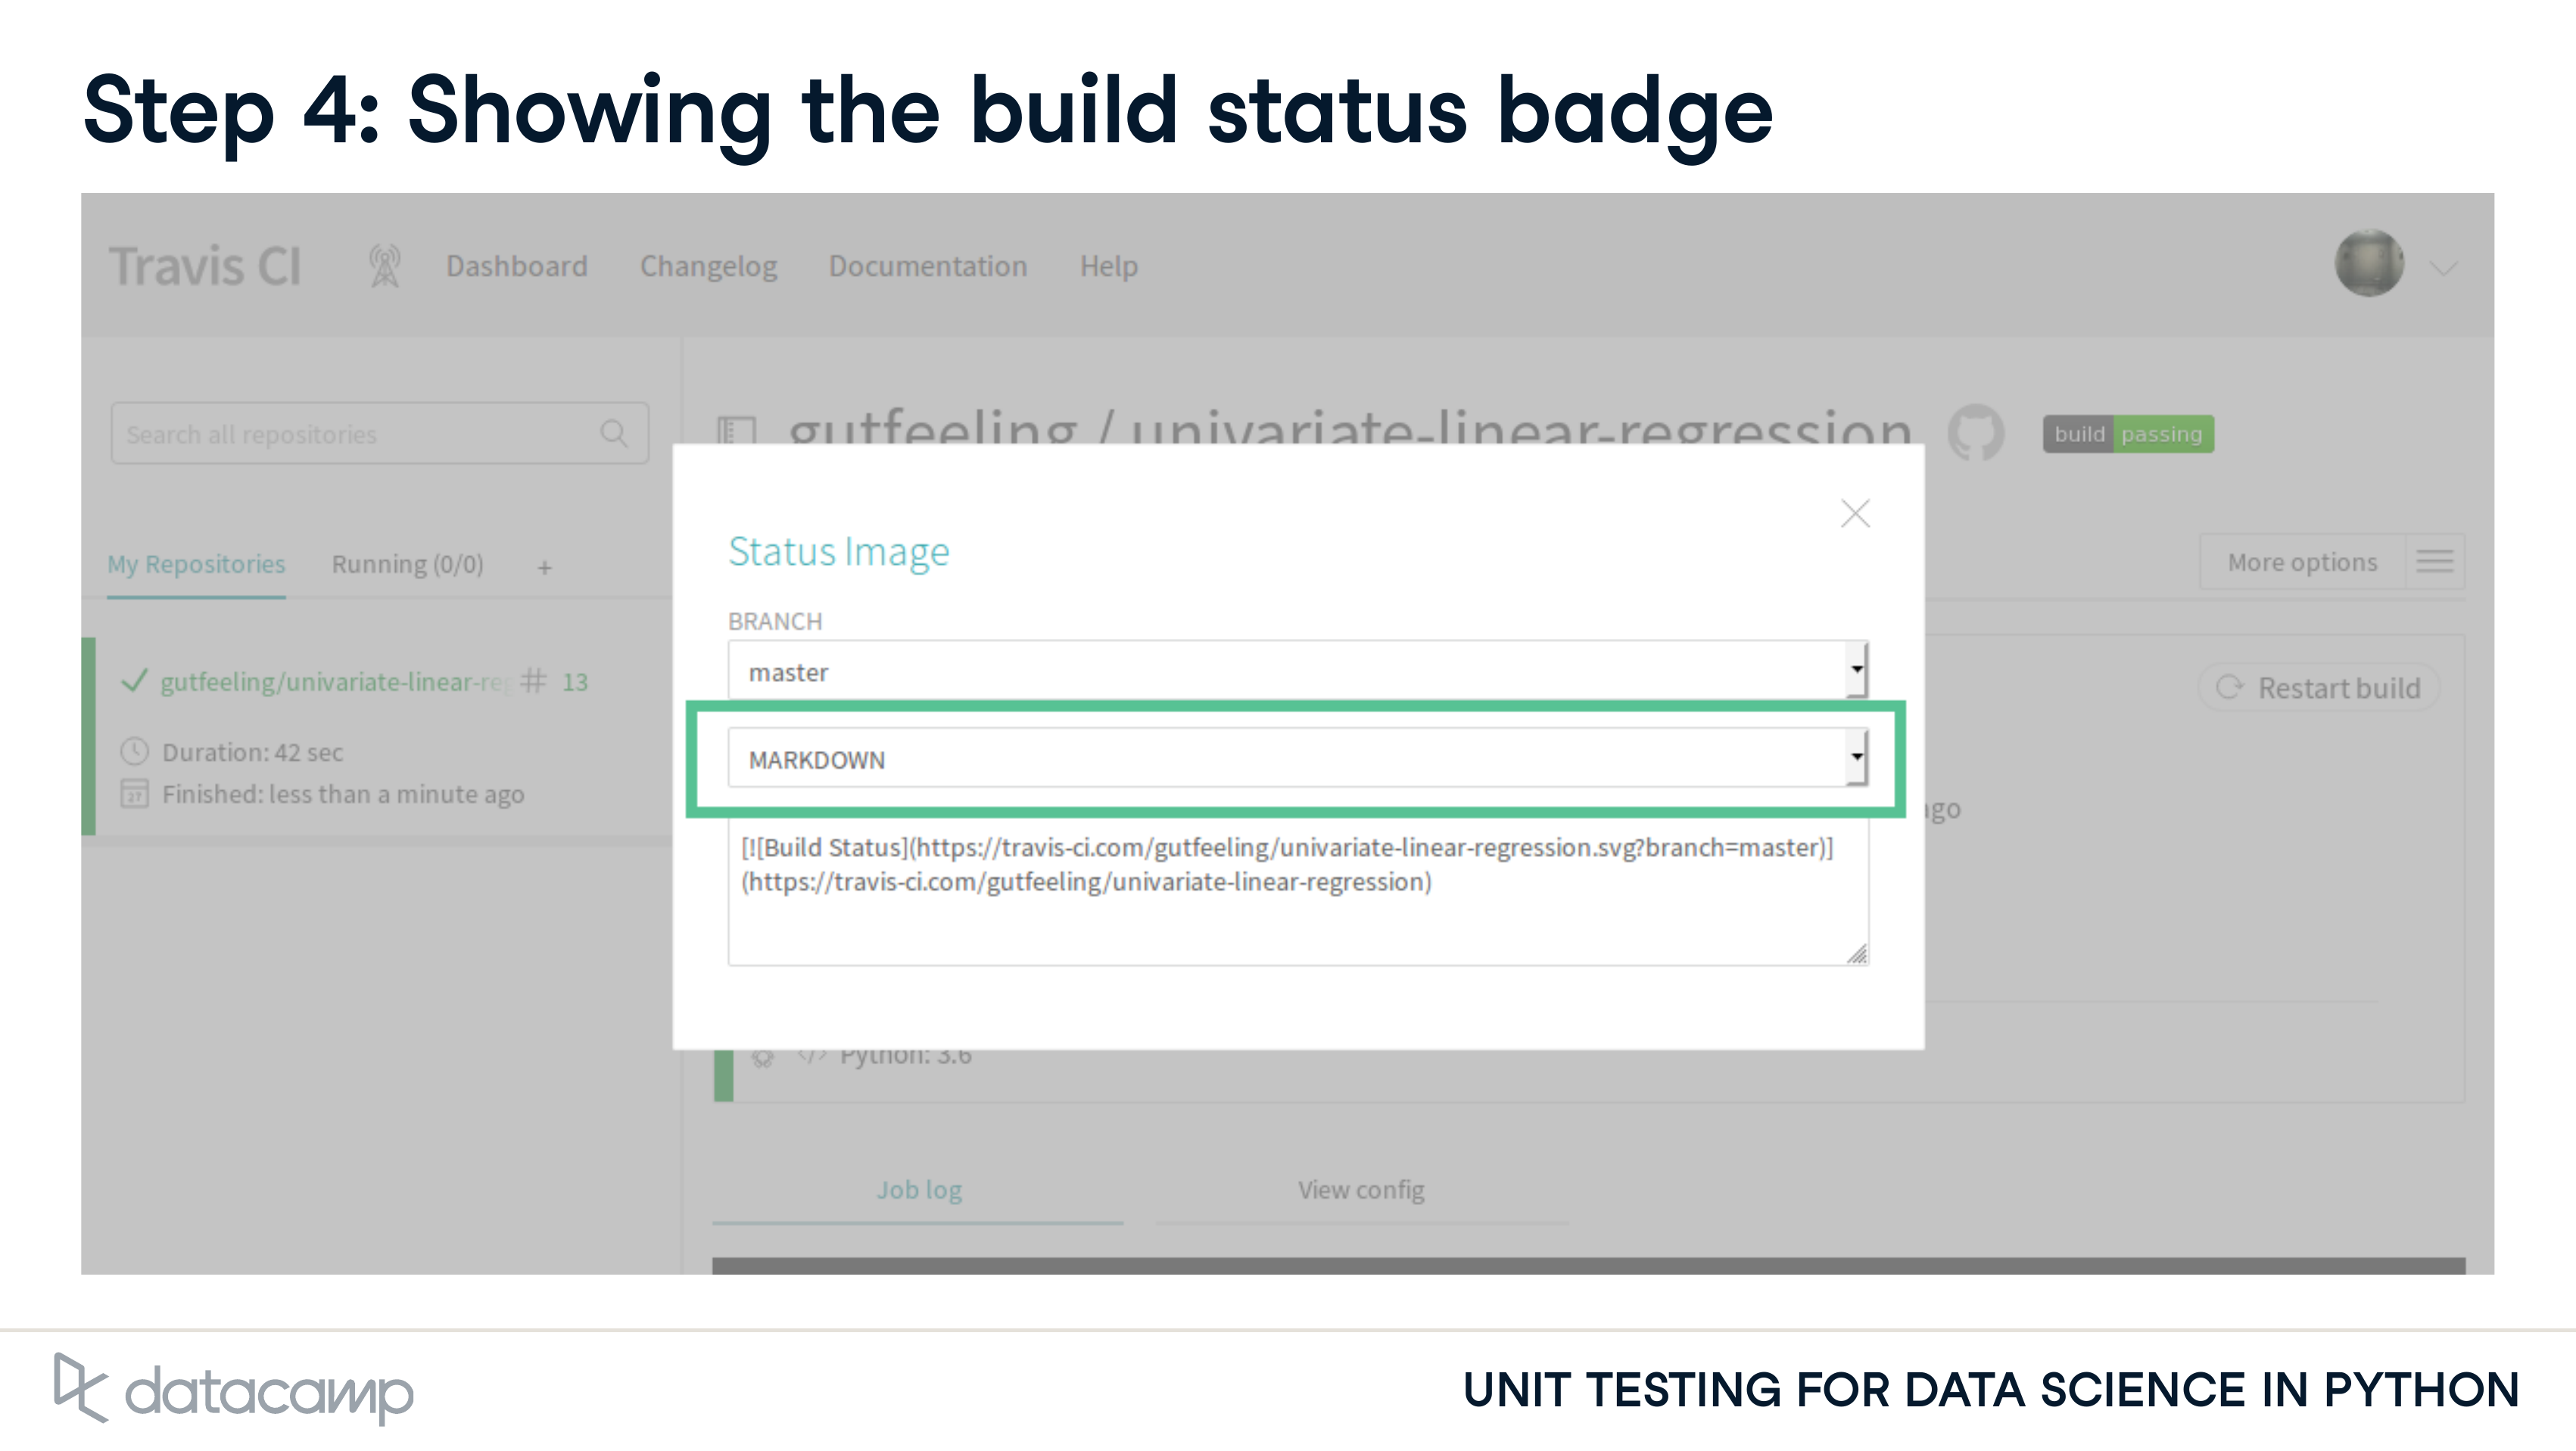 Step 4: Showing the build status badge
Travis CI
Dashboard
Changelog
Documentation
Help
Search all repositories
gutfeeling / univariate-linear-regression
build passing
My Repositories
Running (0/0)
+
More options
Status Image
BRANCH
master
MARKDOWN
[![Build Status](https://travis-ci.com/gutfeeling/univariate-linear-regression.svg?branch=master)]
(https://travis-ci.com/gutfeeling/univariate-linear-regression)
gutfeeling/univariate-linear-reg # 13
Duration: 42 sec
27 Finished: less than a minute ago
Restart build
ago
</> Python: 3.6
Job log
View config
datacamp
UNIT TESTING FOR DATA SCIENCE IN PYTHON